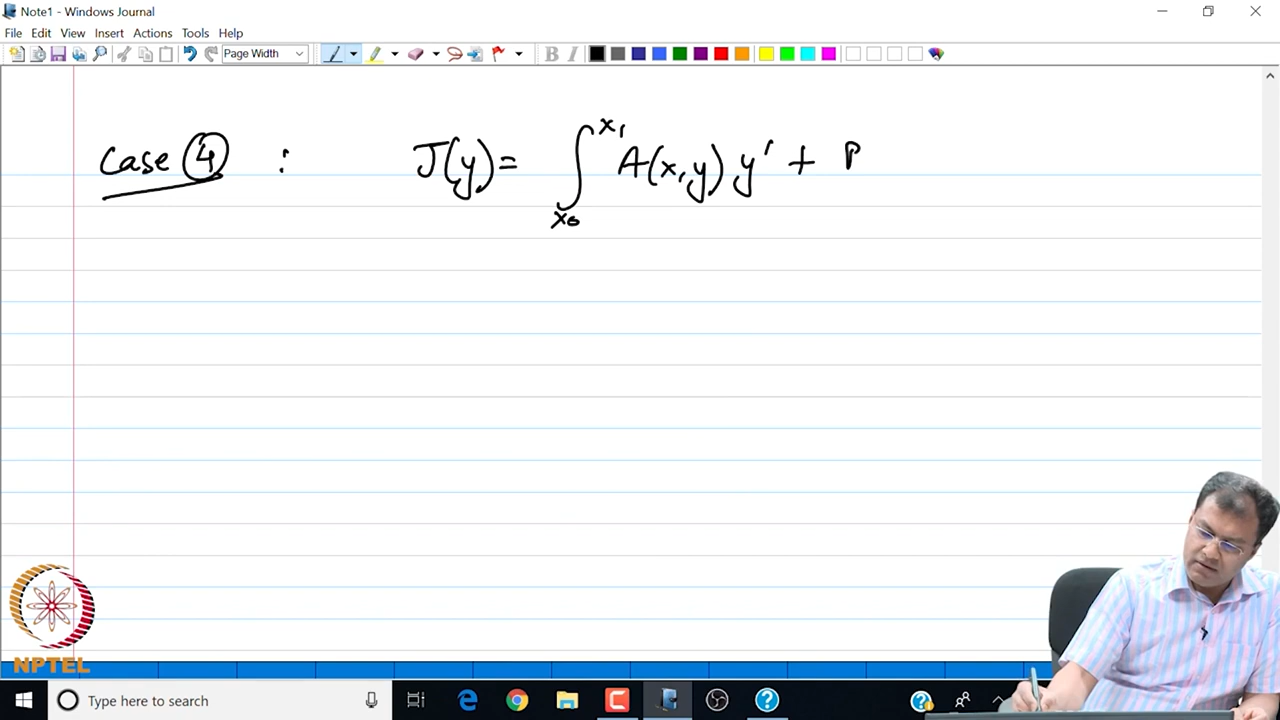 Note1 - Windows Journal
File Edit View Insert Actions Tools Help
Page Width
B I
Case 4 : J(y) = ∫_{x₀}^{x₁} A(x,y) y' +
NPTEL
Type here to search